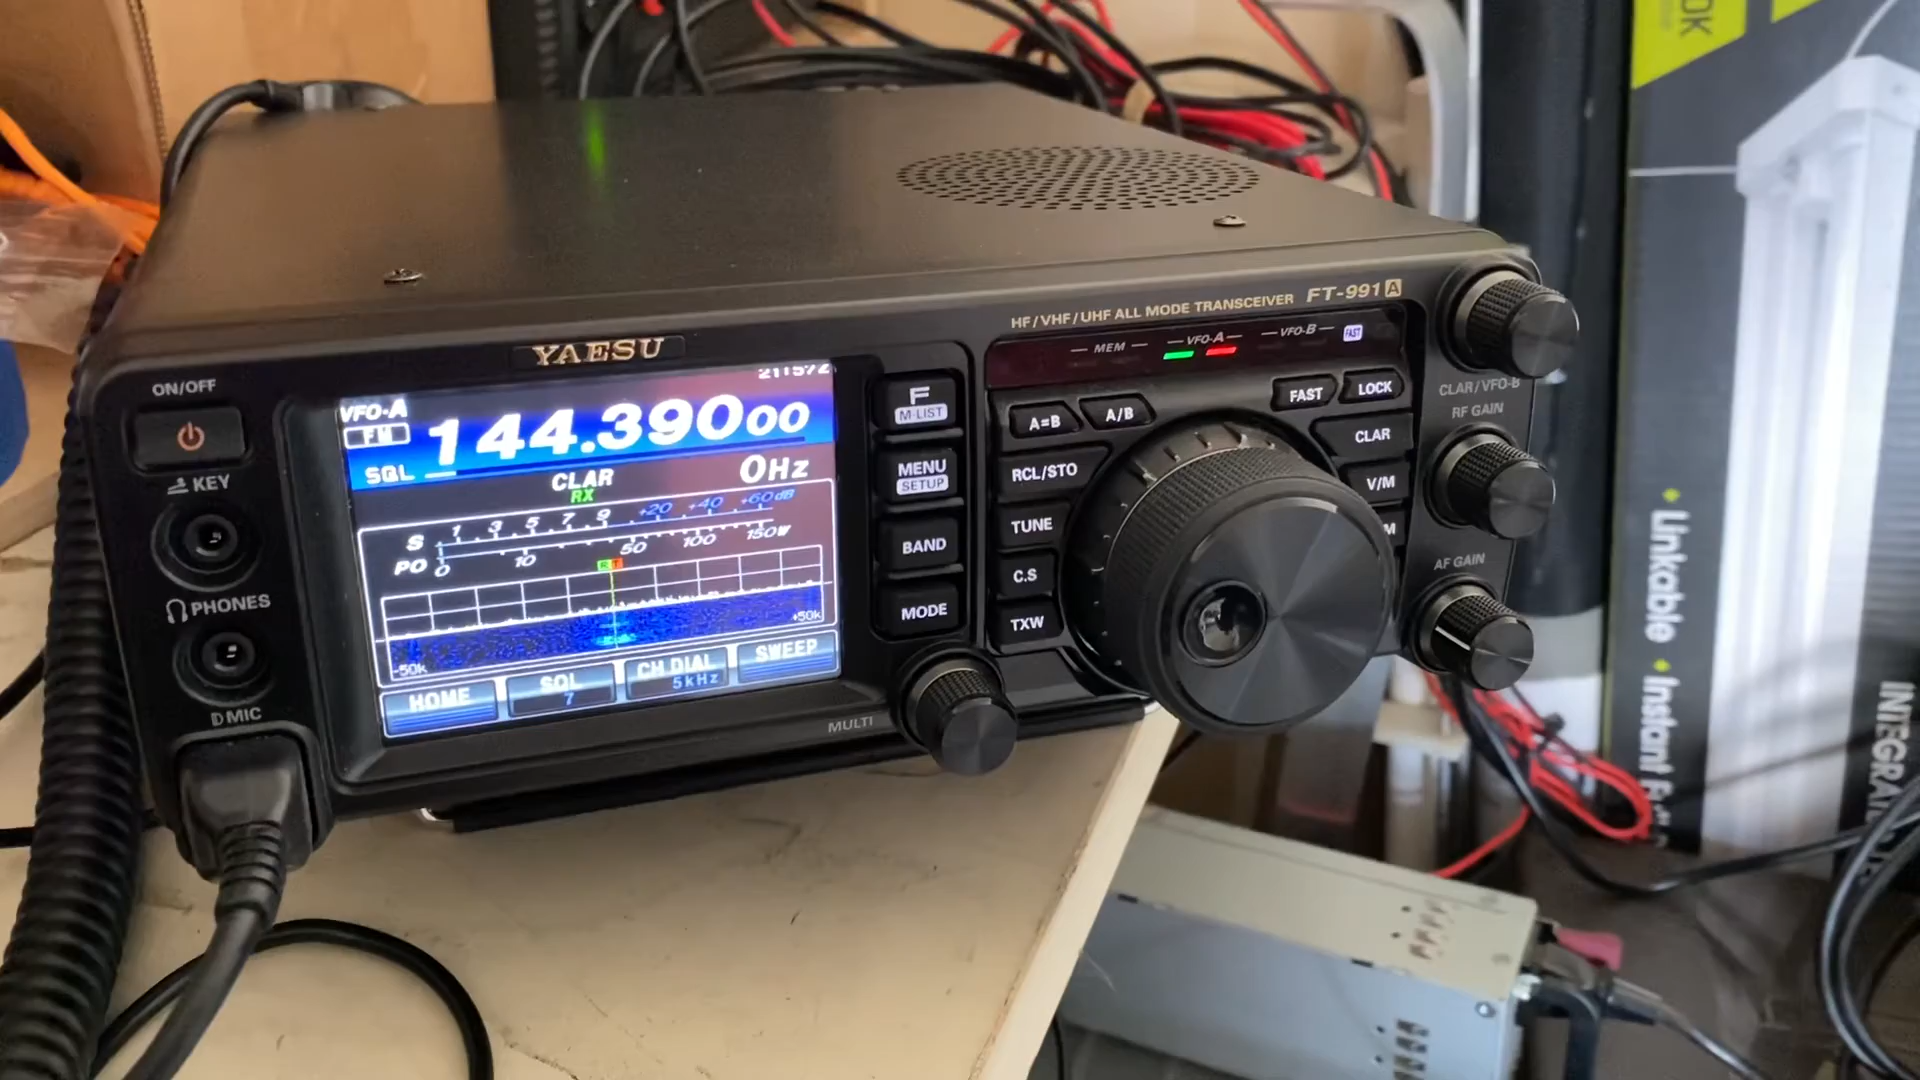 YAESU
HF/VHF/UHF ALL MODE TRANSCEIVER FT-991A
ON/OFF
KEY
PHONES
MIC
VFO-A
FM
144.39000
SQL
CLAR 0Hz
RX
S 1 3 5 7 9 +20 +40 +60dB
PO 0 10 50 100 150W
R T
-50k +50k
HOME
SQL
7
CH DIAL
5kHz
SWEEP
F
M-LIST
MENU
SETUP
BAND
MODE
MULTI
MEM VFO-A VFO-B FAST
A=B A/B FAST LOCK
RCL/STO
TUNE
C.S
TXW
CLAR
V/M
CLAR/VFO-B
RF GAIN
AF GAIN
Linkable